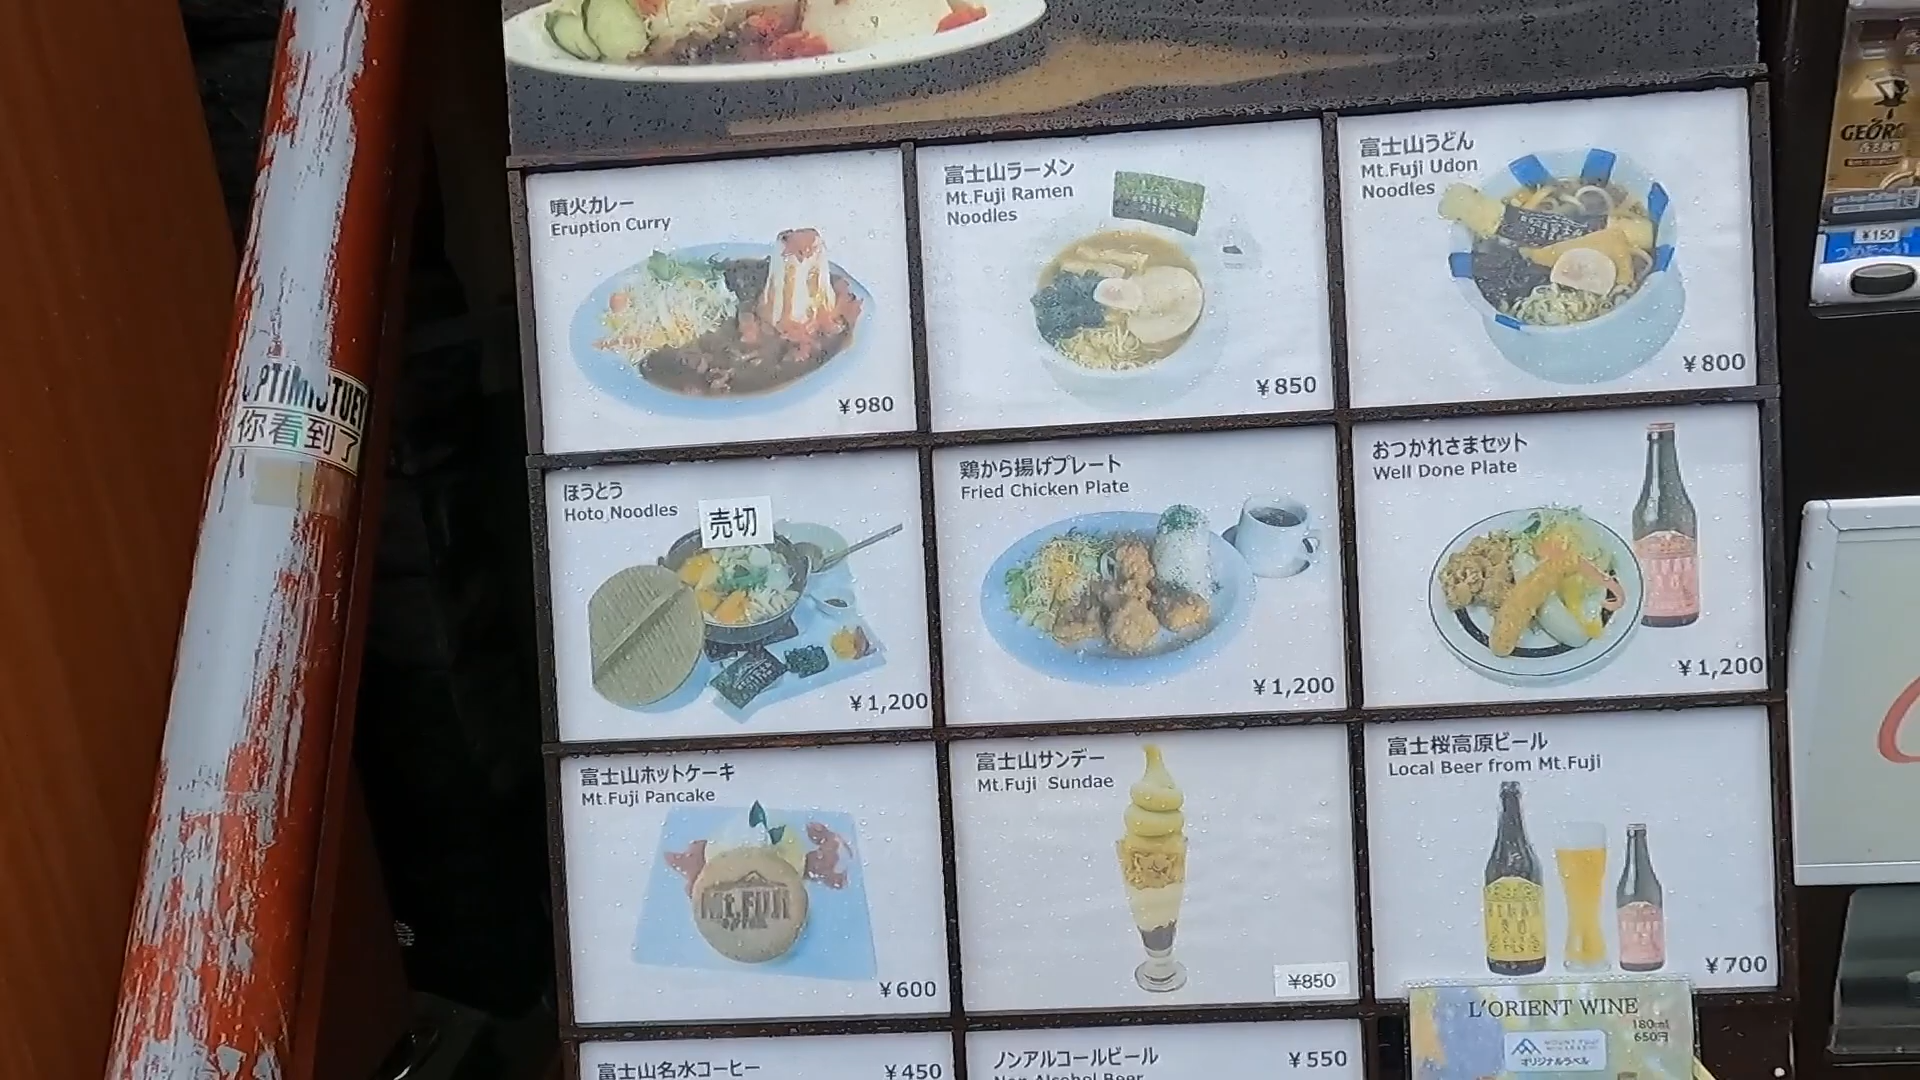 噴火カレー
Eruption Curry
¥980
富士山ラーメン
Mt.Fuji Ramen
Noodles
¥850
富士山うどん
Mt.Fuji Udon
Noodles
¥800
ほうとう
Hoto Noodles
売切
¥1,200
鶏から揚げプレート
Fried Chicken Plate
¥1,200
おつかれさまセット
Well Done Plate
¥1,200
富士山ホットケーキ
Mt.Fuji Pancake
Mt.FUJI
¥600
富士山サンデー
Mt.Fuji Sundae
¥850
富士桜高原ビール
Local Beer from Mt.Fuji
¥700
富士山名水コーヒー
¥450
ノンアルコールビール
Non Alcohol Beer
¥550
L'ORIENT WINE
180ml
650円
オリジナルラベル
你看到了
GEOR
¥150